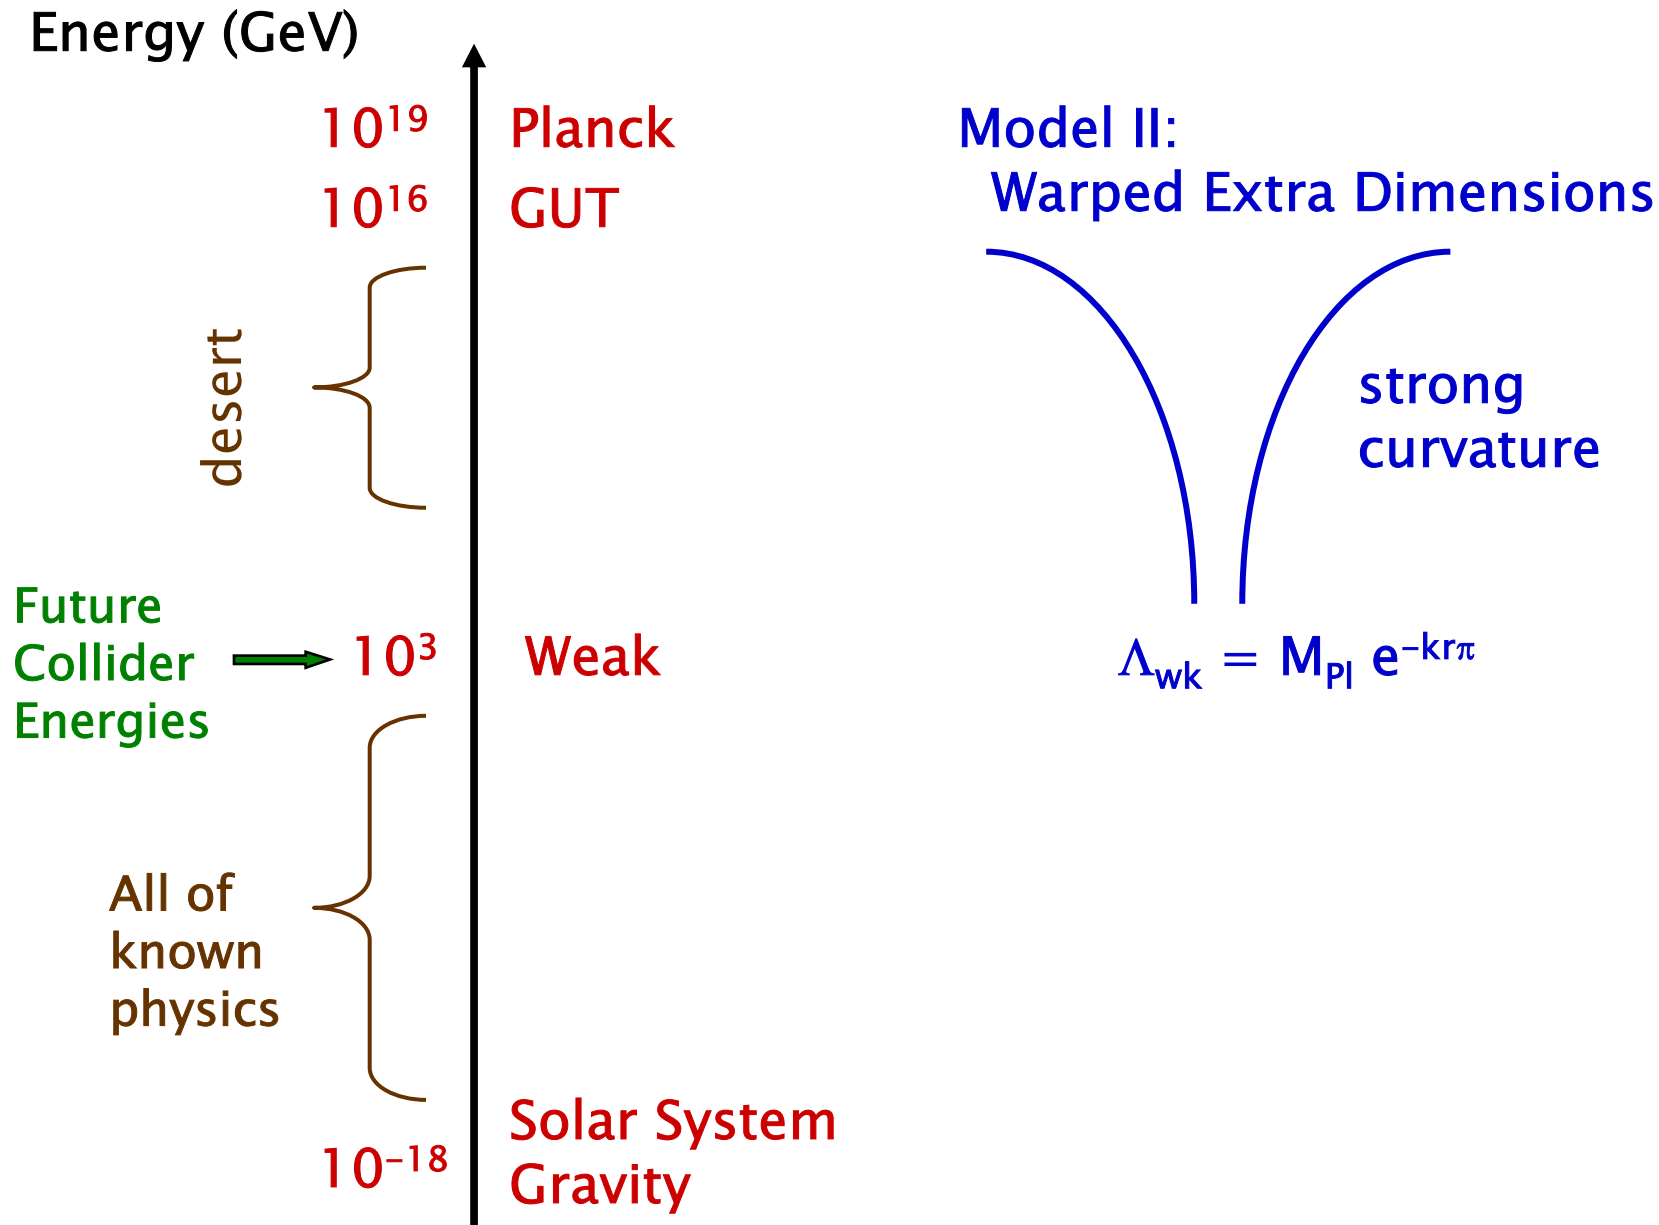 Energy (GeV)
10¹⁹ Planck
10¹⁶ GUT
desert
Future
Collider
Energies
10³ Weak
All of
known
physics
10⁻¹⁸
Solar System
Gravity
Model II:
Warped Extra Dimensions
strong
curvature
Λwk = MPl e^–krπ